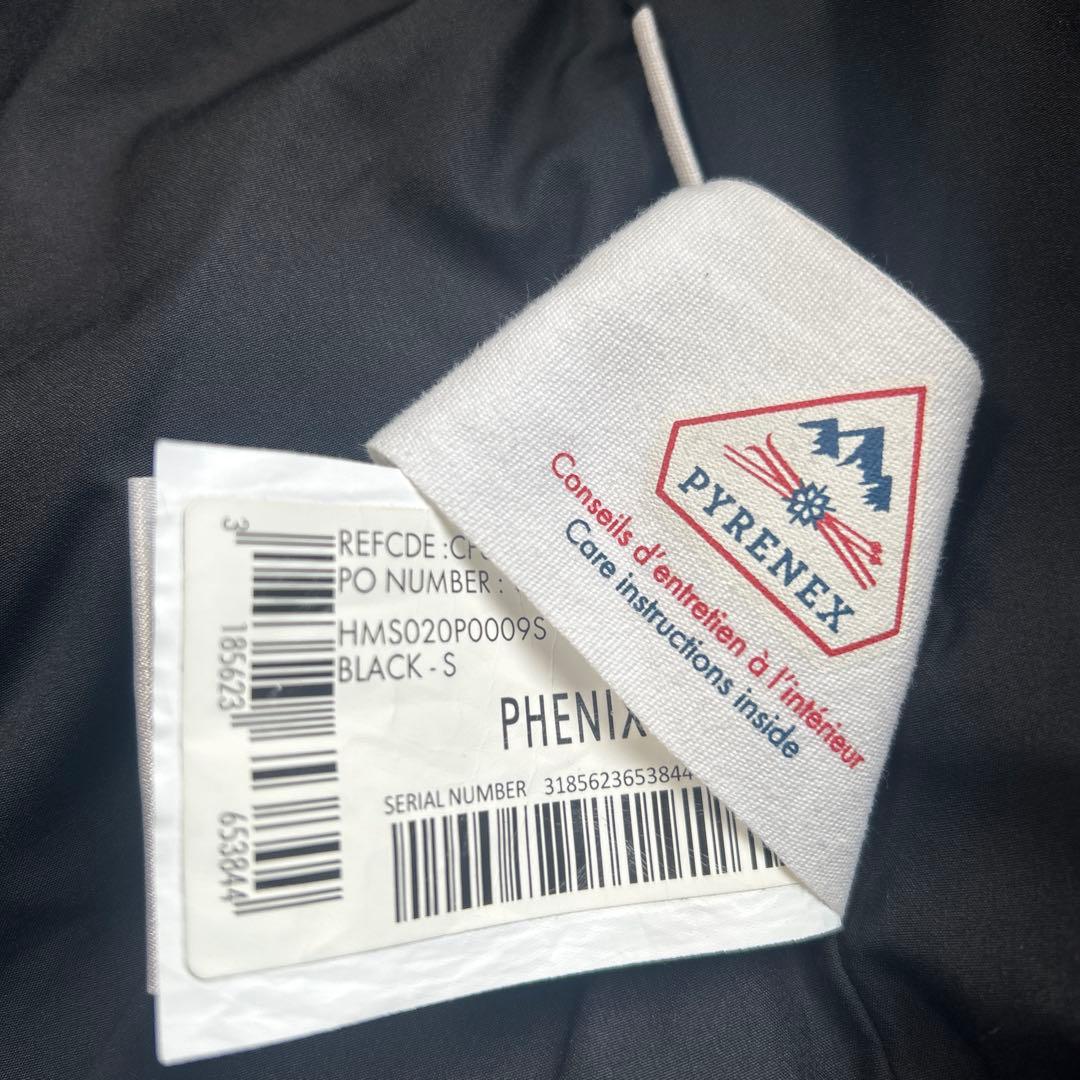 PYRENEX
Conseils d'entretien à l'intérieur
Care instructions inside
REFCDE :
PO NUMBER :
HMS020P0009S
BLACK - S
PHENIX
SERIAL NUMBER 3185623653844
3 185623 653844